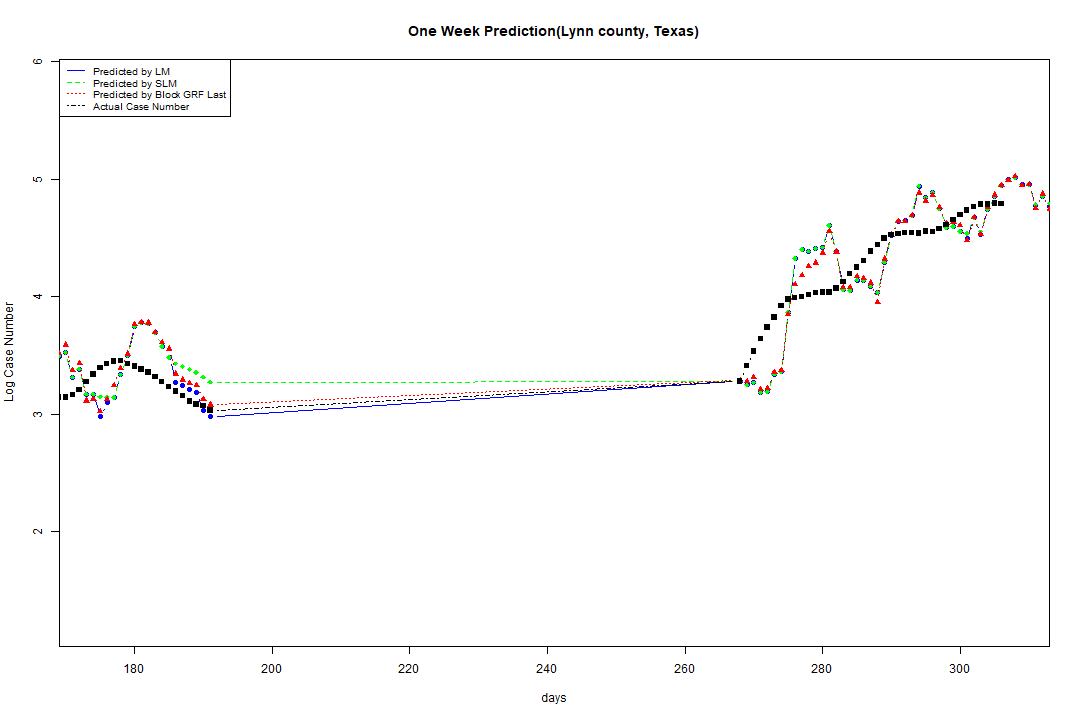 One Week Prediction(Lynn county, Texas)
Predicted by LM
Predicted by SLM
Predicted by Block GRF Last
Actual Case Number
6
5
4
3
2
Log Case Number
180 200 220 240 260 280 300
days